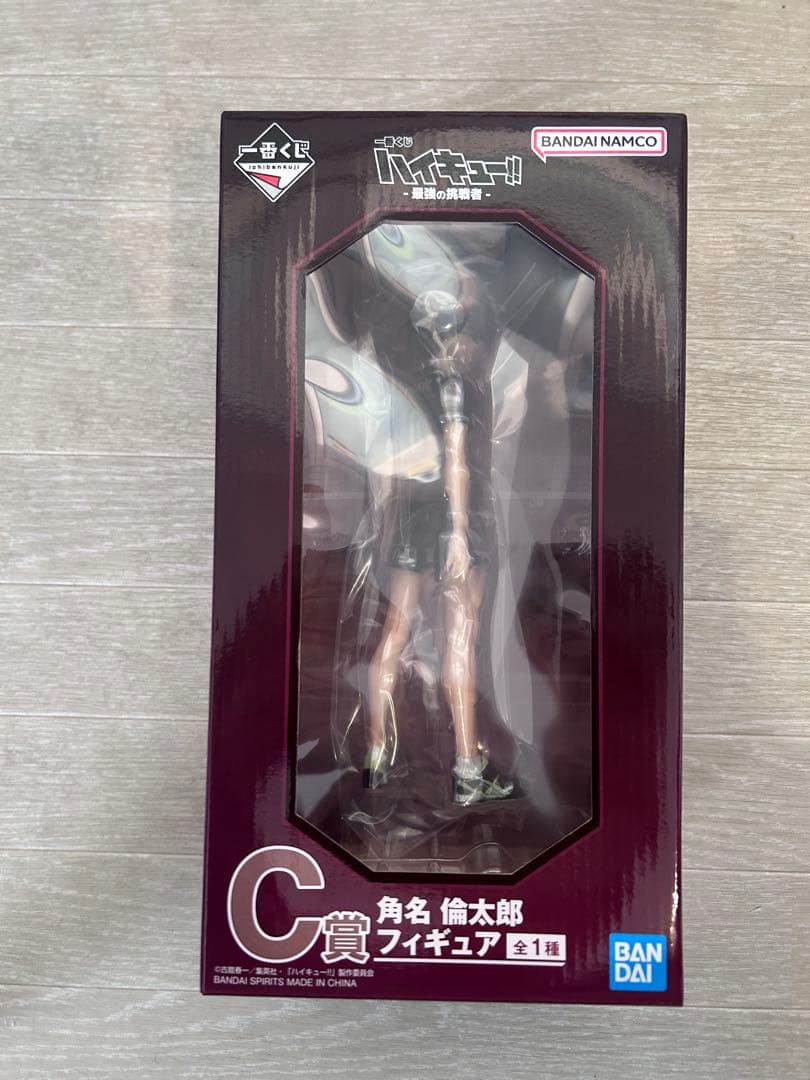 一番くじ
ichibankuji
一番くじ
ハイキュー!!
- 最強の挑戦者 -
BANDAI NAMCO
C賞
角名 倫太郎
フィギュア 全1種
©古舘春一／集英社・「ハイキュー!!」製作委員会
BANDAI SPIRITS MADE IN CHINA
BAN
DAI